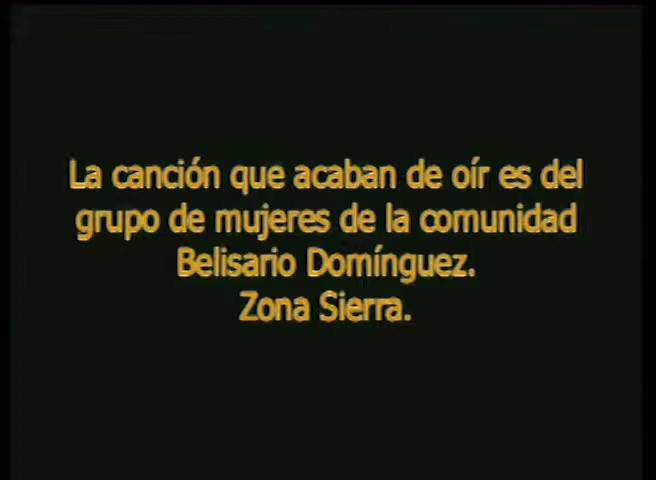 La canción que acaban de oír es del
grupo de mujeres de la comunidad
Belisario Domínguez.
Zona Sierra.